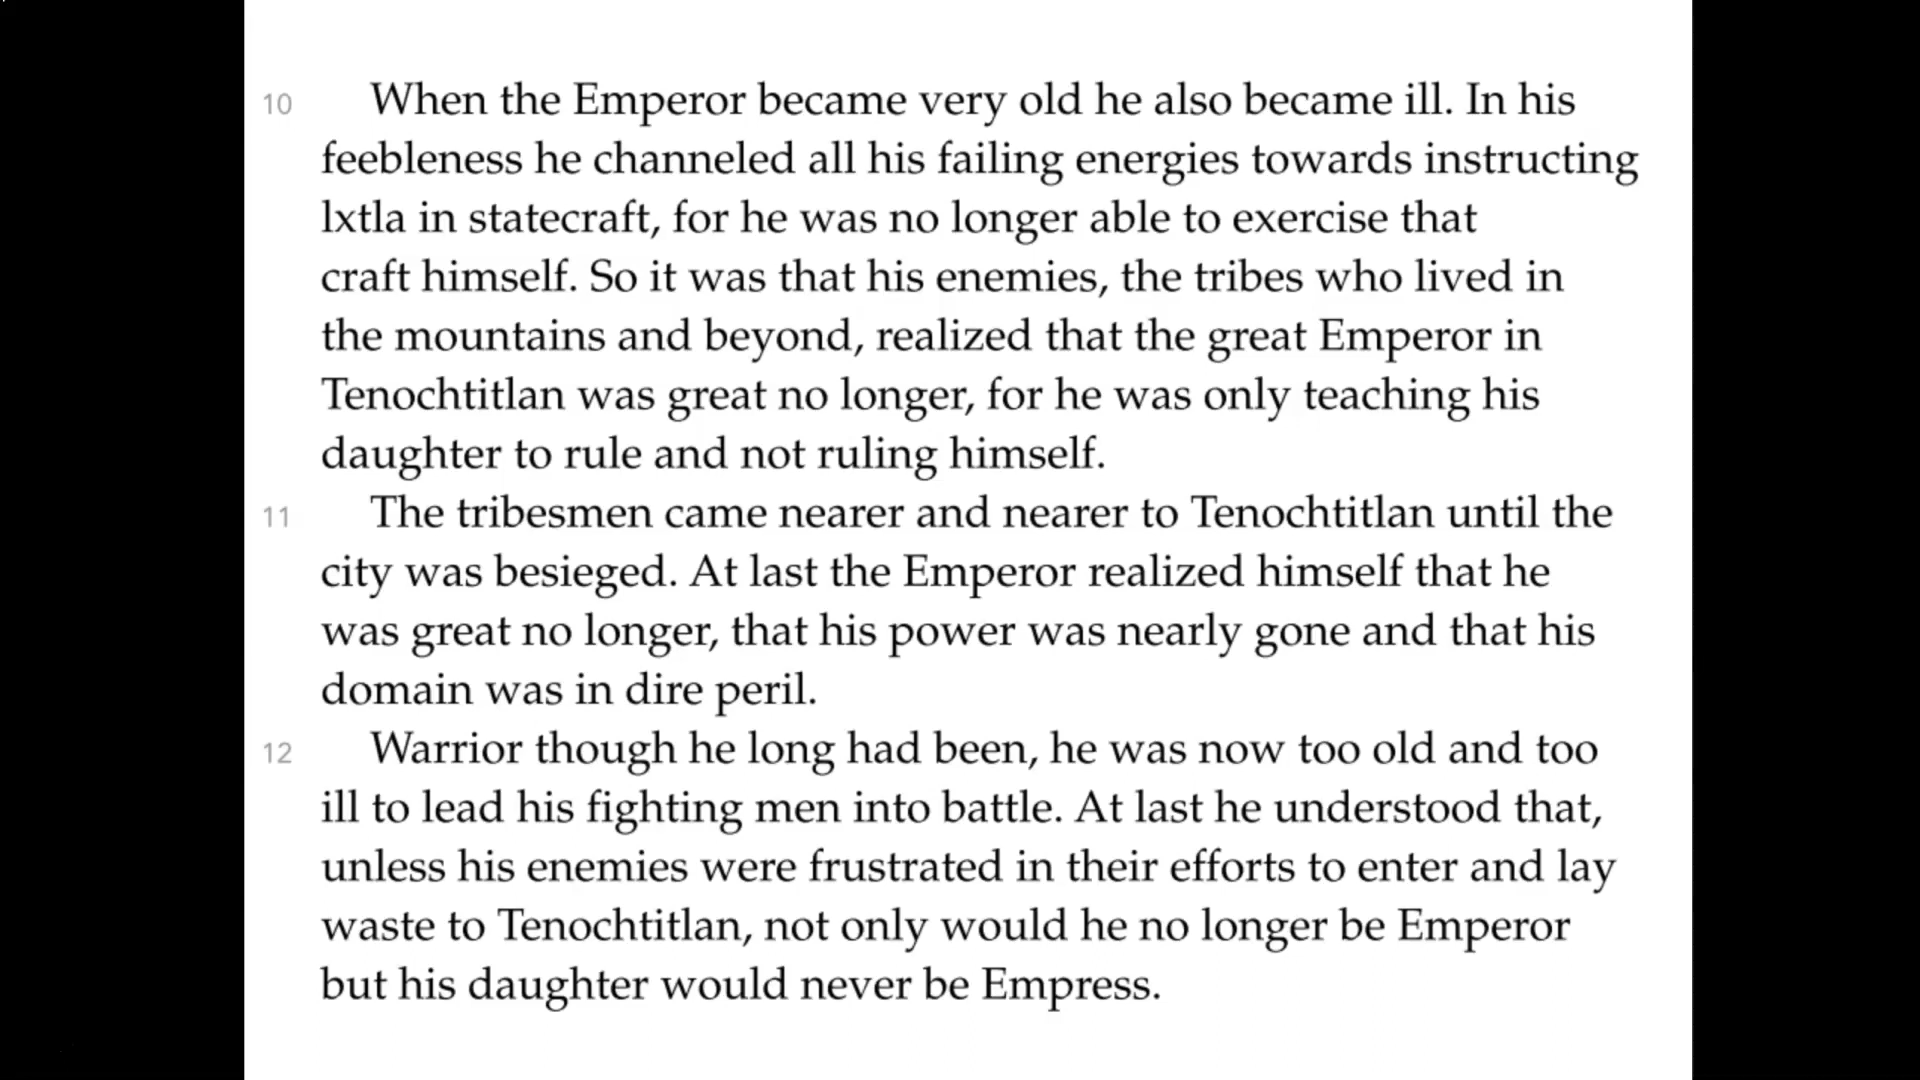 10 When the Emperor became very old he also became ill. In his
feebleness he channeled all his failing energies towards instructing
lxtla in statecraft, for he was no longer able to exercise that
craft himself. So it was that his enemies, the tribes who lived in
the mountains and beyond, realized that the great Emperor in
Tenochtitlan was great no longer, for he was only teaching his
daughter to rule and not ruling himself.
11 The tribesmen came nearer and nearer to Tenochtitlan until the
city was besieged. At last the Emperor realized himself that he
was great no longer, that his power was nearly gone and that his
domain was in dire peril.
12 Warrior though he long had been, he was now too old and too
ill to lead his fighting men into battle. At last he understood that,
unless his enemies were frustrated in their efforts to enter and lay
waste to Tenochtitlan, not only would he no longer be Emperor
but his daughter would never be Empress.